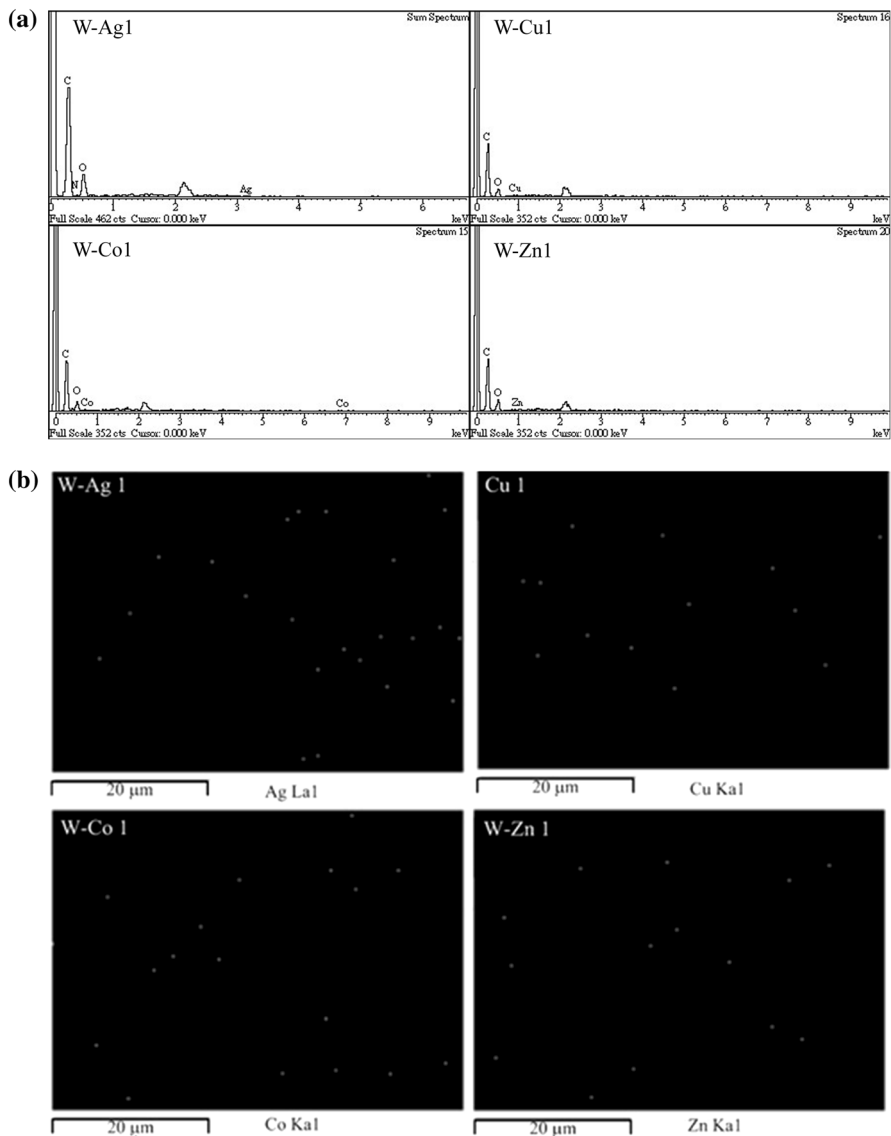 (a)
W-Ag1
Sum Spectrum
C
N
O
Ag
0 1 2 3 4 5 6
Full Scale 462 cts Cursor: 0.000 keV
keV
W-Cu1
Spectrum 16
C
O
Cu
0 1 2 3 4 5 6 7 8 9
Full Scale 352 cts Cursor: 0.000 keV
keV
W-Co1
Spectrum 15
C
O
Co
Co
0 1 2 3 4 5 6 7 8 9
Full Scale 352 cts Cursor: 0.000 keV
keV
W-Zn1
Spectrum 20
C
O
Zn
0 1 2 3 4 5 6 7 8 9
Full Scale 352 cts Cursor: 0.000 keV
keV
(b)
W-Ag 1
20 µm
Ag La1
Cu 1
20 µm
Cu Ka1
W-Co 1
20 µm
Co Ka1
W-Zn 1
20 µm
Zn Ka1